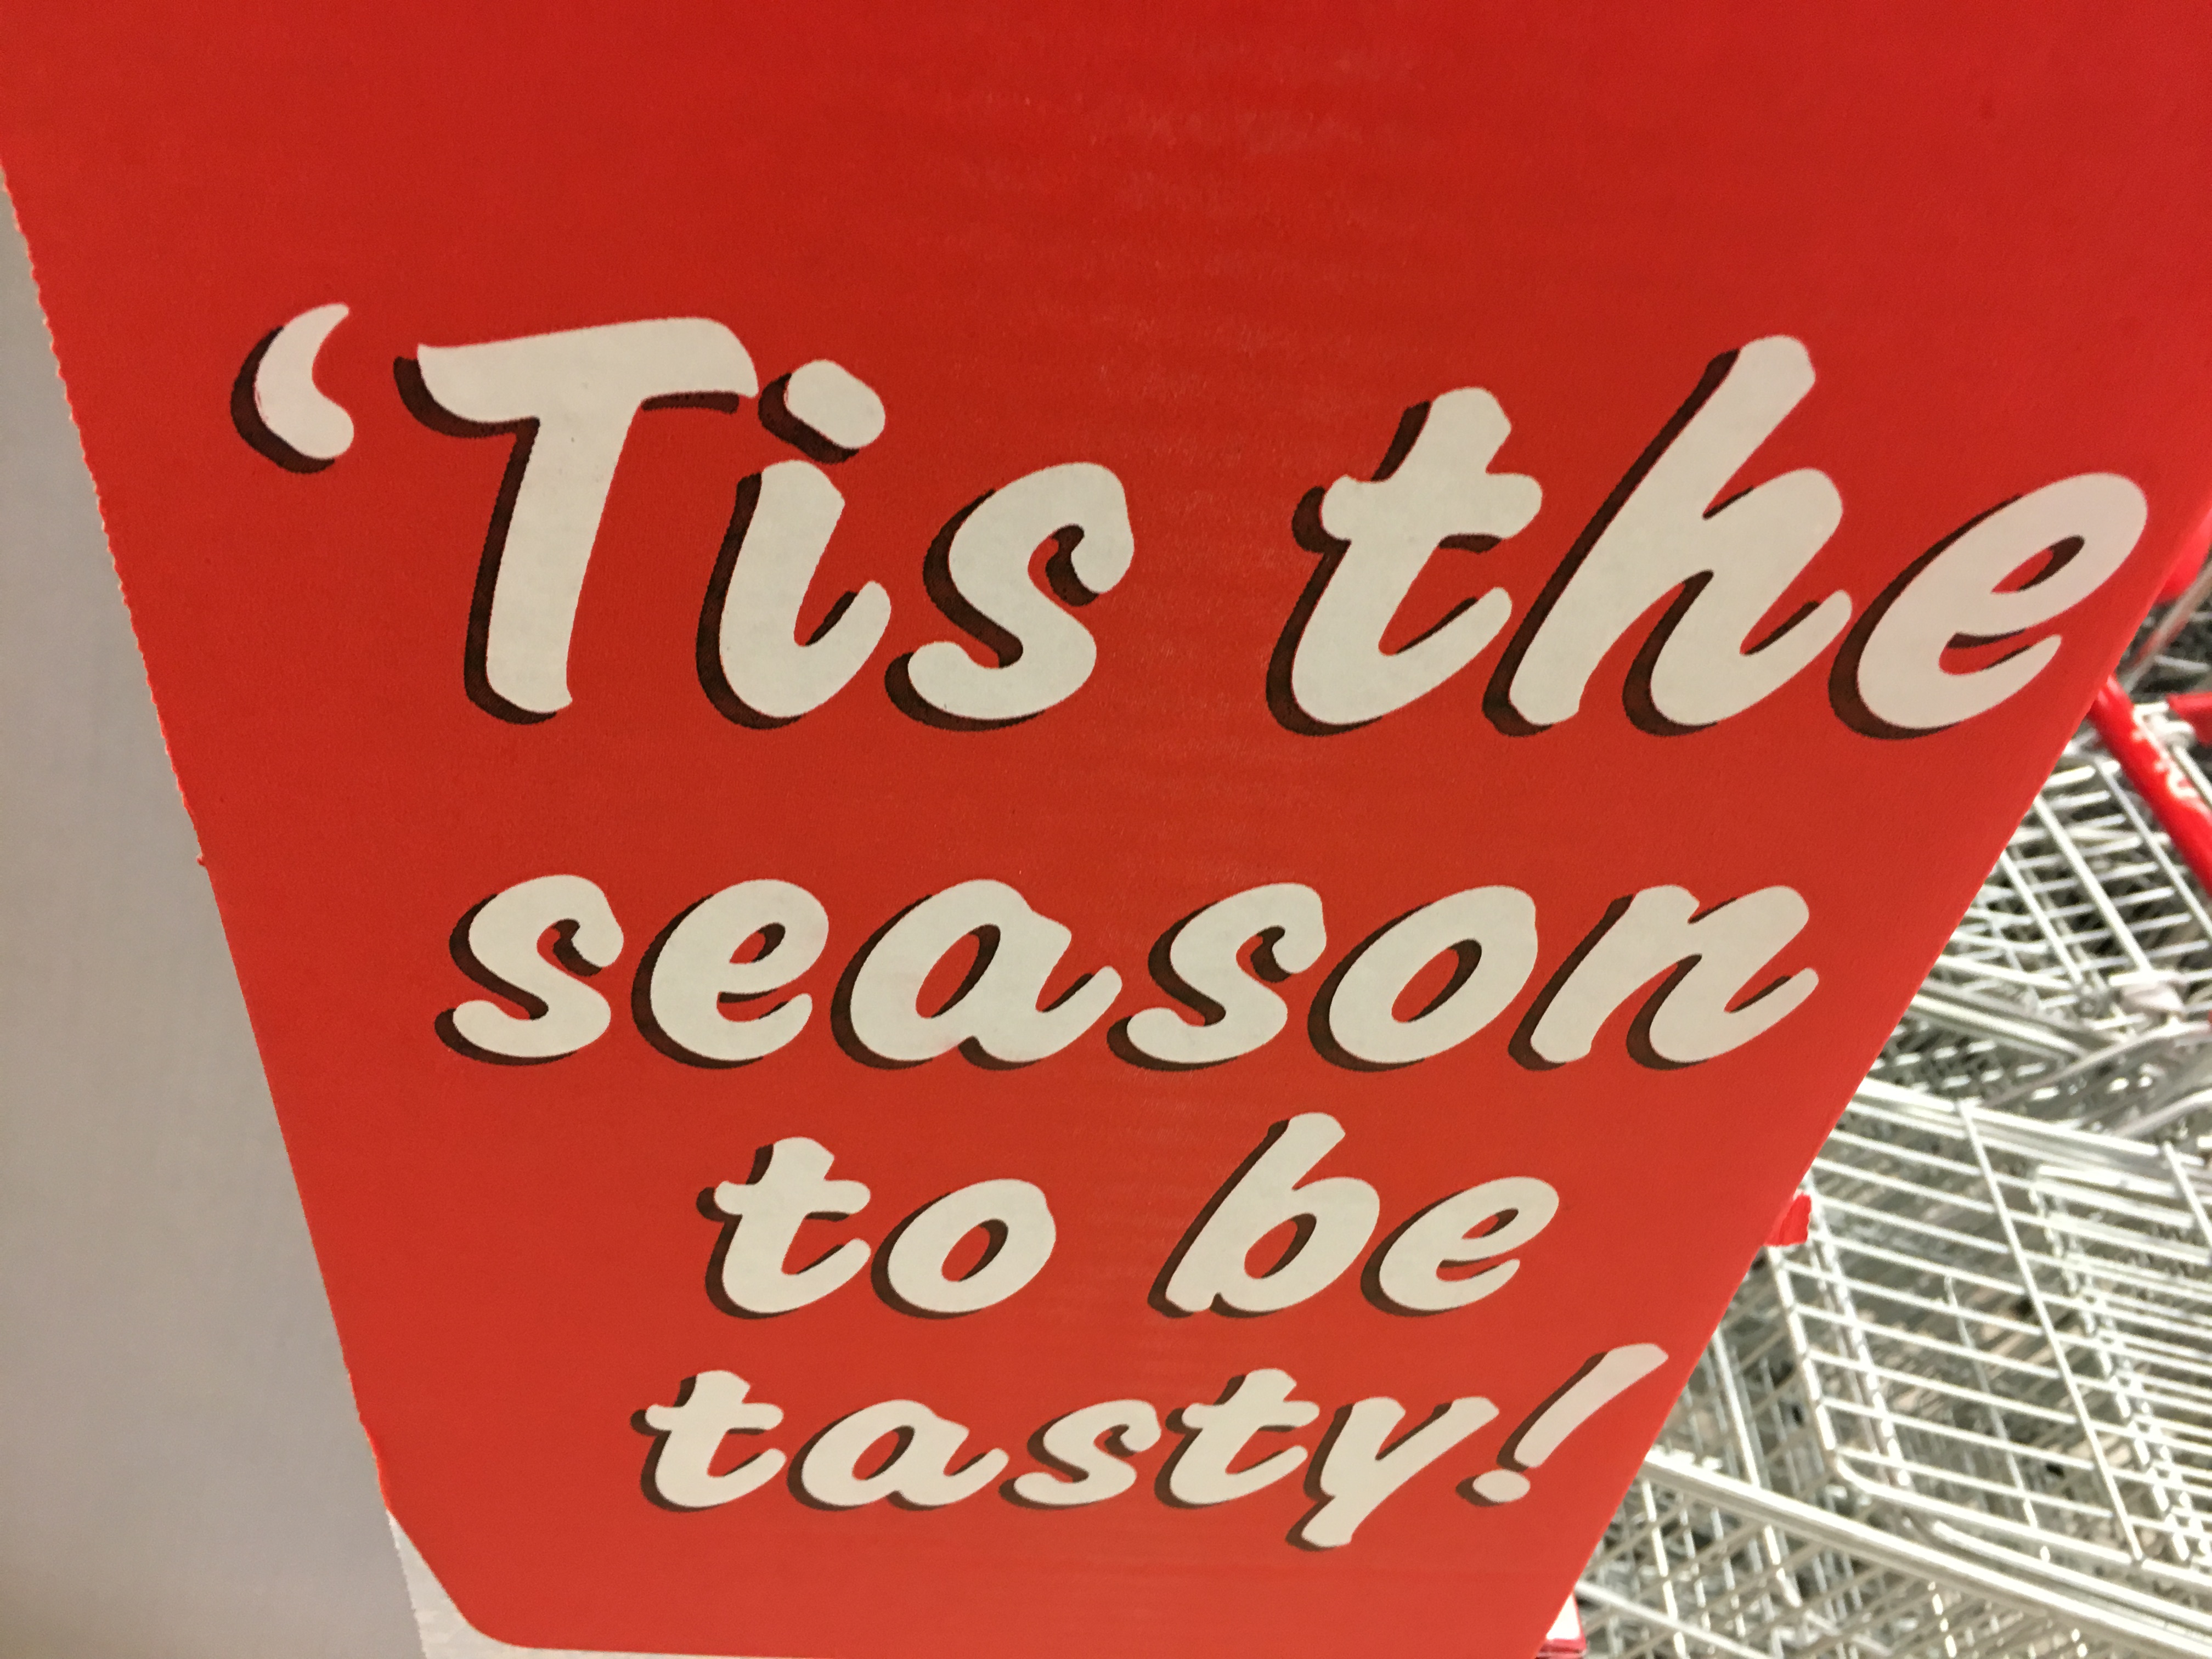 ‘Tis the
season
to be
tasty!